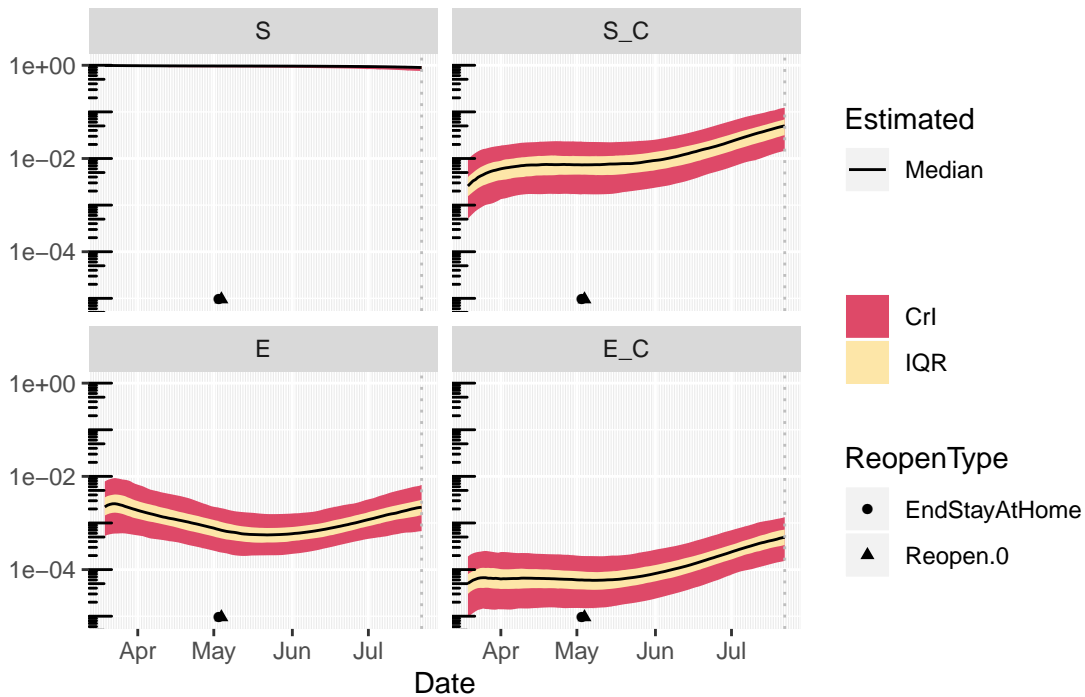 S
S_C
1e+00
1e−02
1e−04
E
E_C
1e+00
1e−02
1e−04
Apr
May
Jun
Jul
Apr
May
Jun
Jul
Date
Estimated
Median
CrI
IQR
ReopenType
EndStayAtHome
Reopen.0